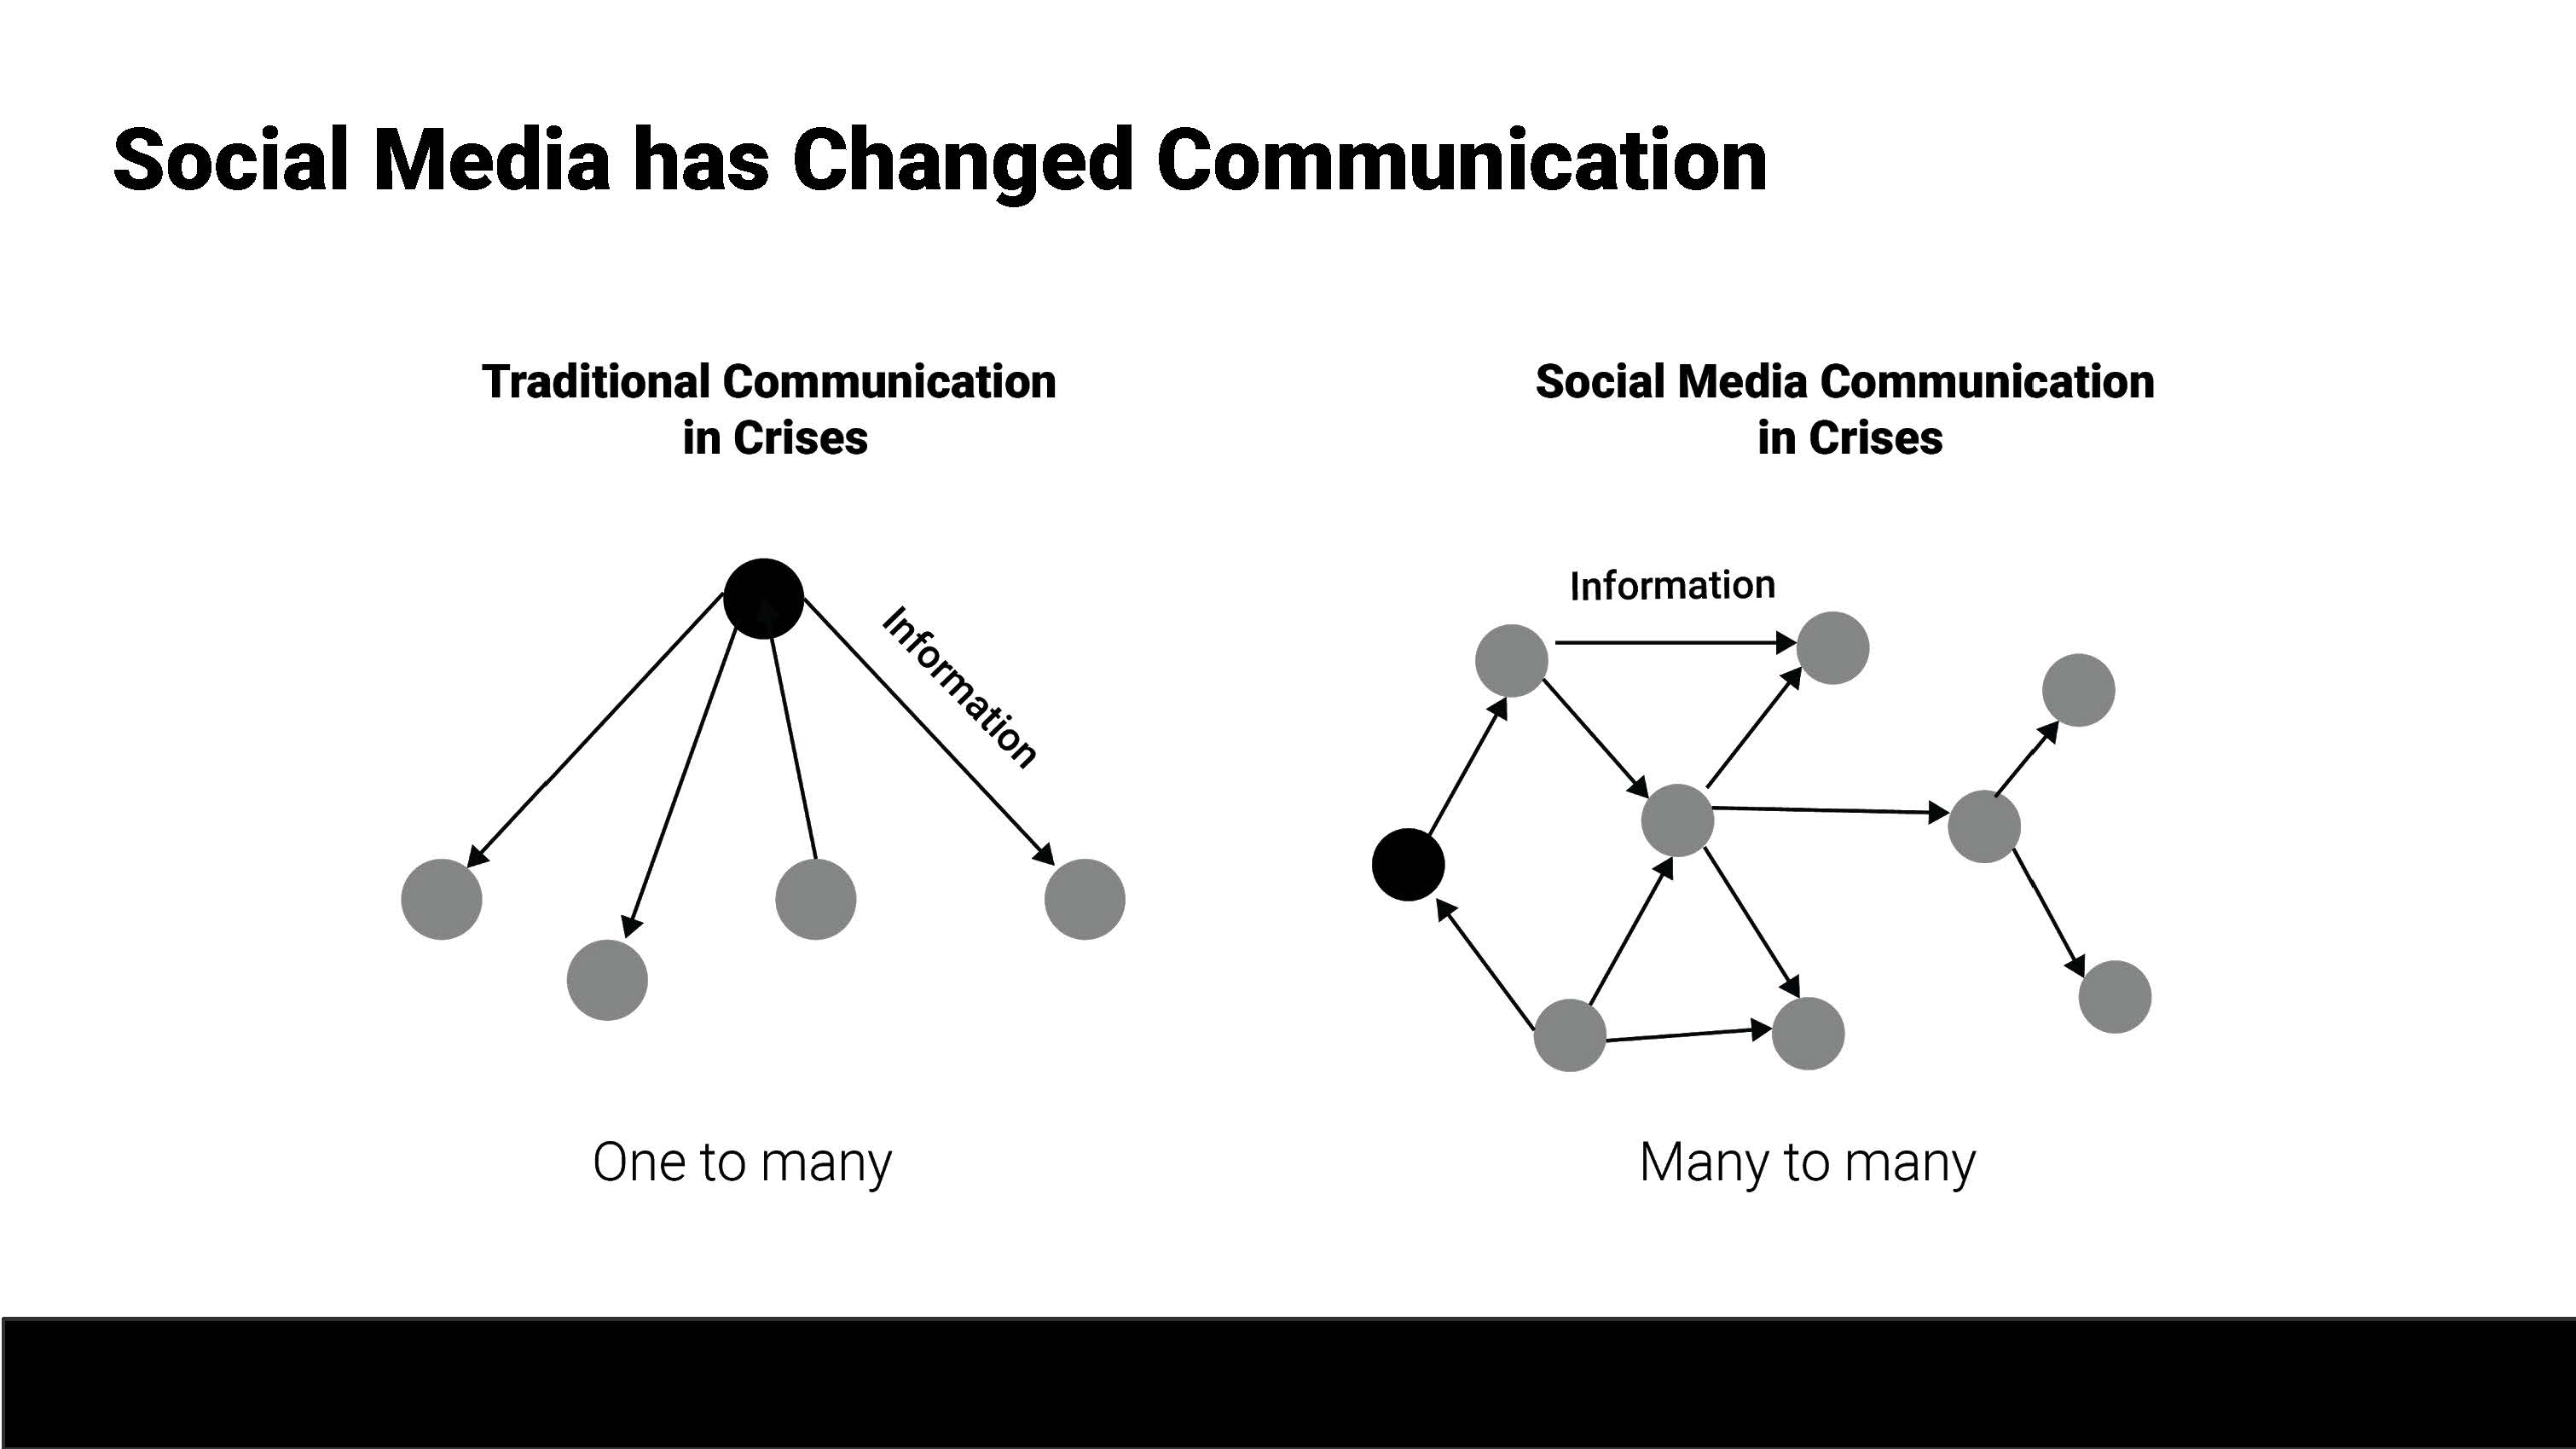 Social Media has Changed Communication
Traditional Communication
in Crises
Information
One to many
Social Media Communication
in Crises
Information
Many to many